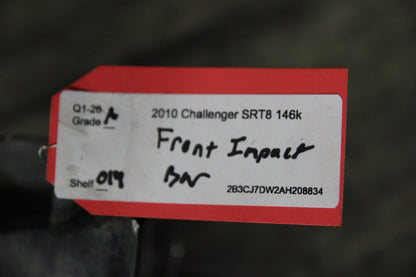 Q1-26
Grade A
2010 Challenger SRT8 146k
Front Impact
Bar
Shelf 019
2B3CJ7DW2AH208834